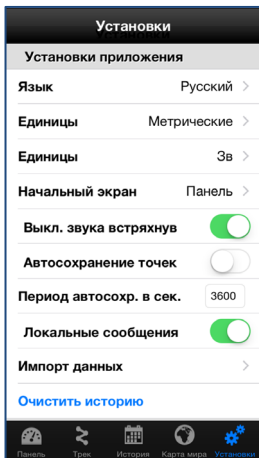 Установки
Установки приложения
Язык Русский
Единицы Метрические
Единицы Зв
Начальный экран Панель
Выкл. звука встряхнув
Автосохранение точек
Период автосохр. в сек. 3600
Локальные сообщения
Импорт данных
Очистить историю
Панель Трек История Карта мира Установки